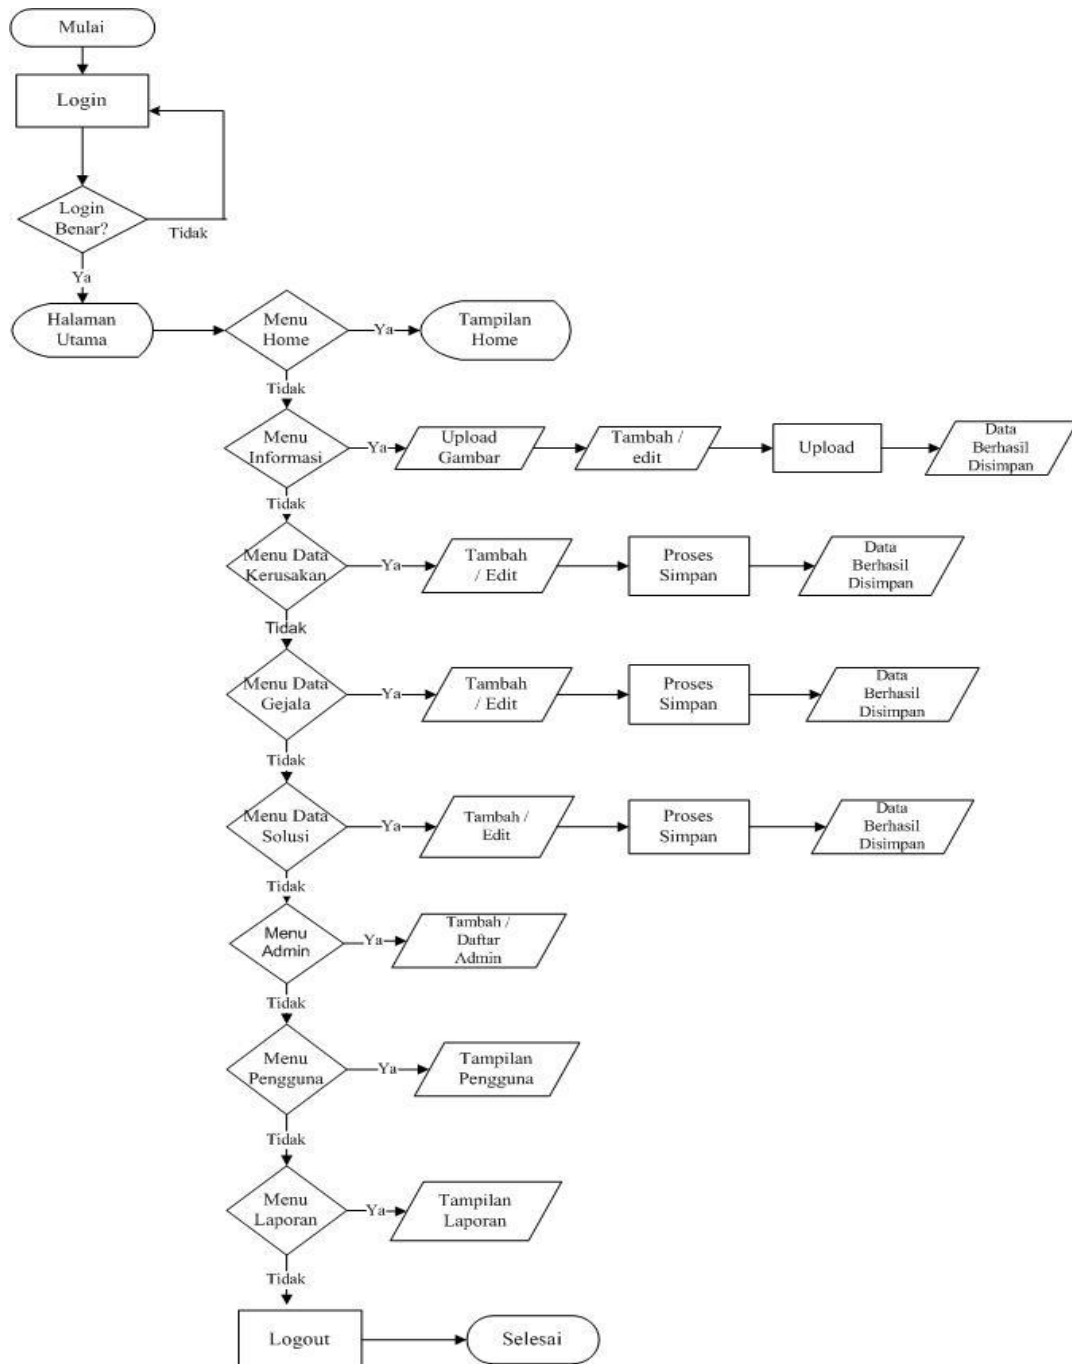 Mulai
Login
Login
Benar?
Tidak
Ya
Halaman
Utama
Menu
Home
Ya
Tampilan
Home
Tidak
Menu
Informasi
Ya
Upload
Gambar
Tambah /
edit
Upload
Data
Berhasil
Disimpan
Tidak
Menu Data
Kerusakan
Ya
Tambah
/ Edit
Proses
Simpan
Data
Berhasil
Disimpan
Tidak
Menu Data
Gejala
Ya
Tambah
/ Edit
Proses
Simpan
Data
Berhasil
Disimpan
Tidak
Menu Data
Solusi
Ya
Tambah /
Edit
Proses
Simpan
Data
Berhasil
Disimpan
Tidak
Menu
Admin
Ya
Tambah /
Daftar
Admin
Tidak
Menu
Pengguna
Ya
Tampilan
Pengguna
Tidak
Menu
Laporan
Ya
Tampilan
Laporan
Tidak
Logout
Selesai